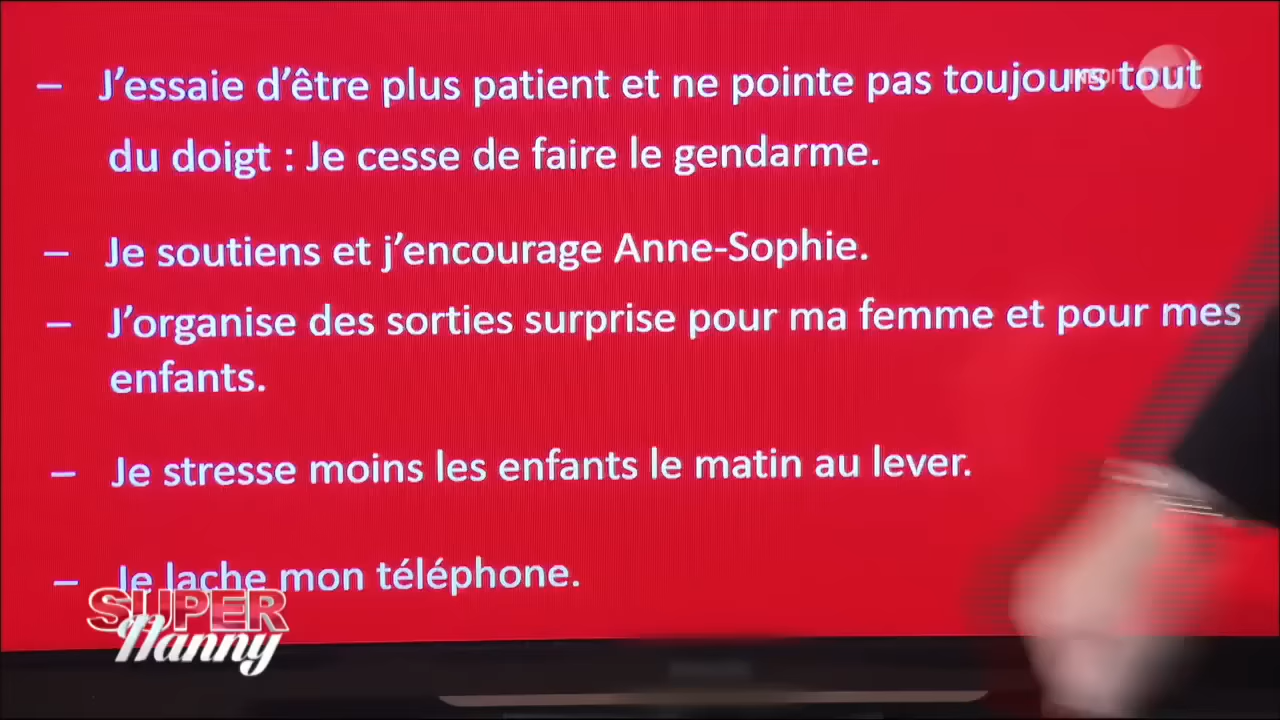 – J'essaie d'être plus patient et ne pointe pas toujours tout
du doigt : Je cesse de faire le gendarme.
– Je soutiens et j'encourage Anne-Sophie.
– J'organise des sorties surprise pour ma femme et pour mes
enfants.
– Je stresse moins les enfants le matin au lever.
– Je lache mon téléphone.
SUPER
Nanny